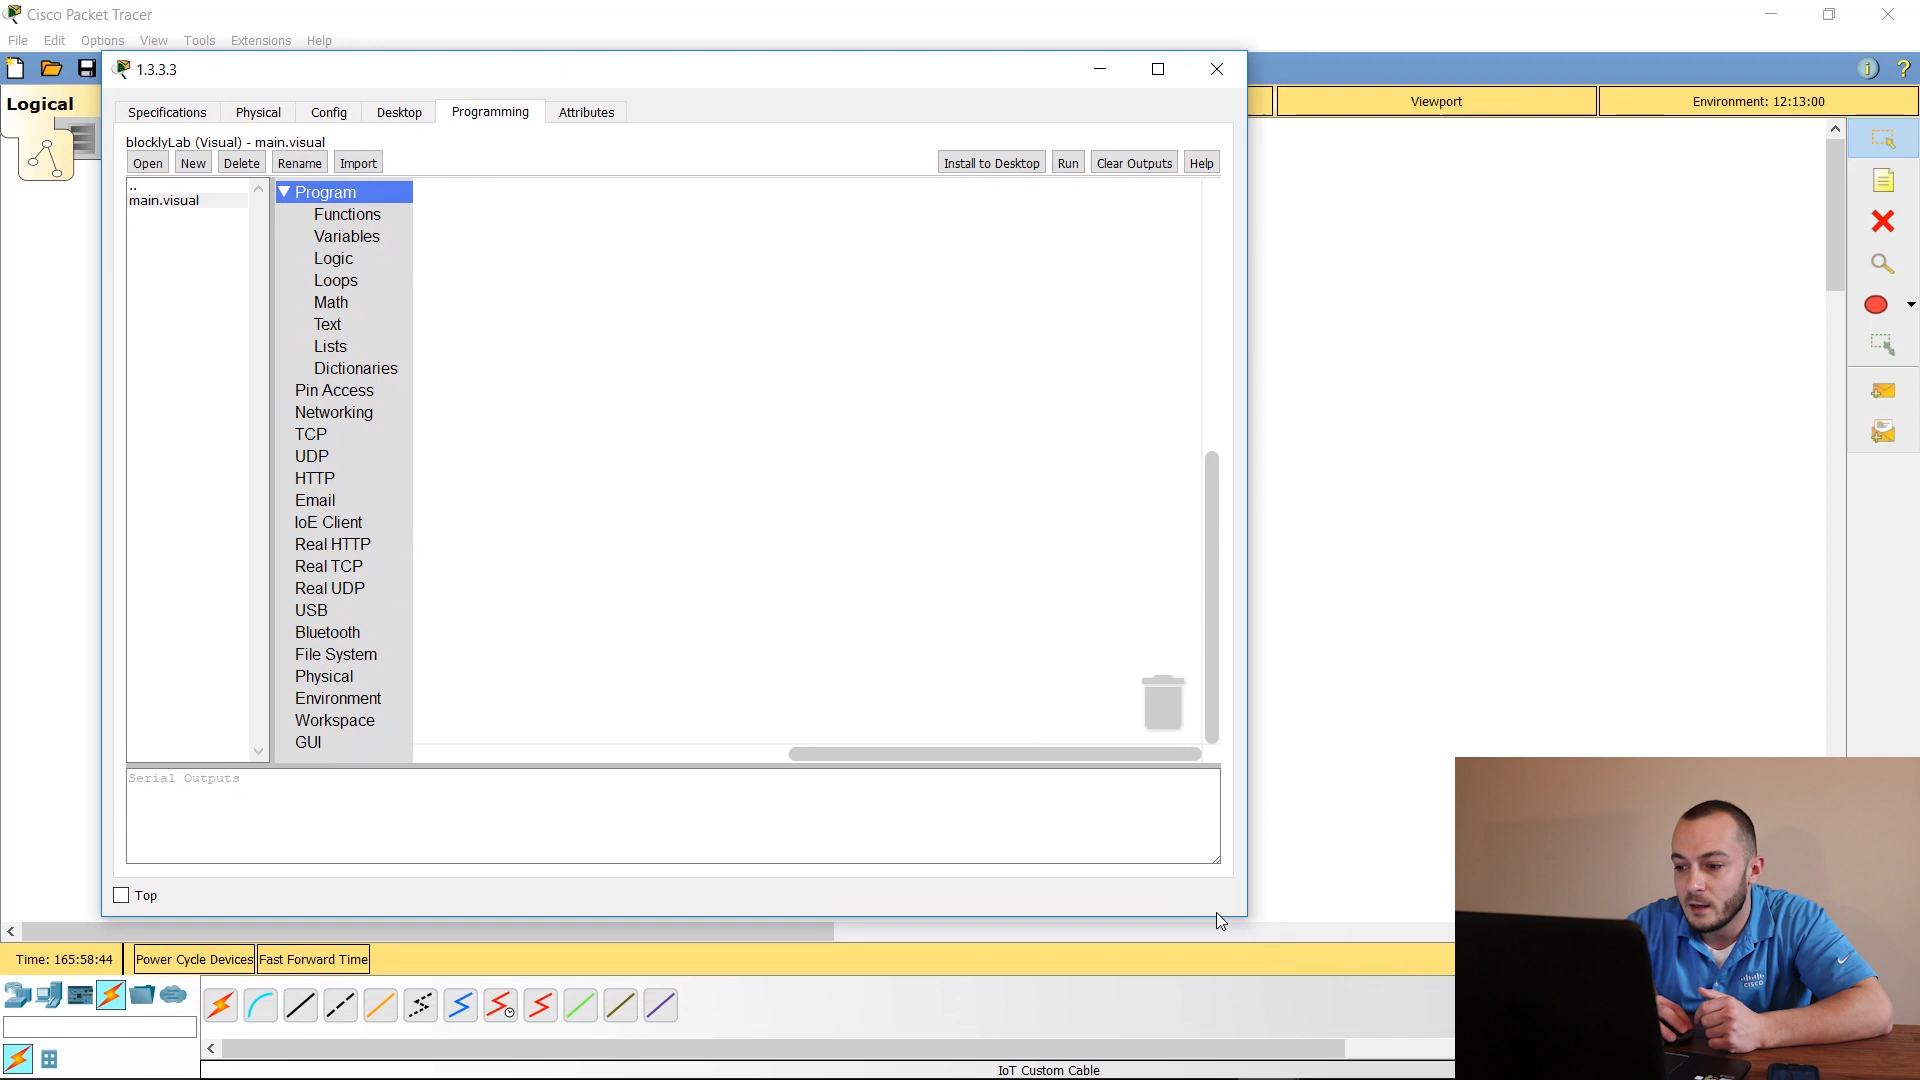 Cisco Packet Tracer
File Edit Options View Tools Extensions Help
1.3.3.3
Logical
Viewport
Environment: 12:13:00
Specifications Physical Config Desktop Programming Attributes
blocklyLab (Visual) - main.visual
Open New Delete Rename Import Install to Desktop Run Clear Outputs Help
..
main.visual
Program
Functions
Variables
Logic
Loops
Math
Text
Lists
Dictionaries
Pin Access
Networking
TCP
UDP
HTTP
Email
IoE Client
Real HTTP
Real TCP
Real UDP
USB
Bluetooth
File System
Physical
Environment
Workspace
GUI
Serial Outputs
Top
Time: 165:58:44 Power Cycle Devices Fast Forward Time
IoT Custom Cable
cisco